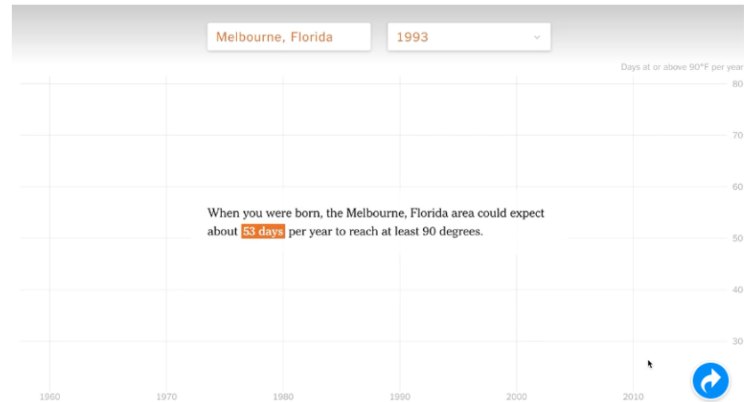 Melbourne, Florida
1993
Days at or above 90°F per year
80
70
60
When you were born, the Melbourne, Florida area could expect
about 53 days per year to reach at least 90 degrees.
50
40
30
1960 1970 1980 1990 2000 2010